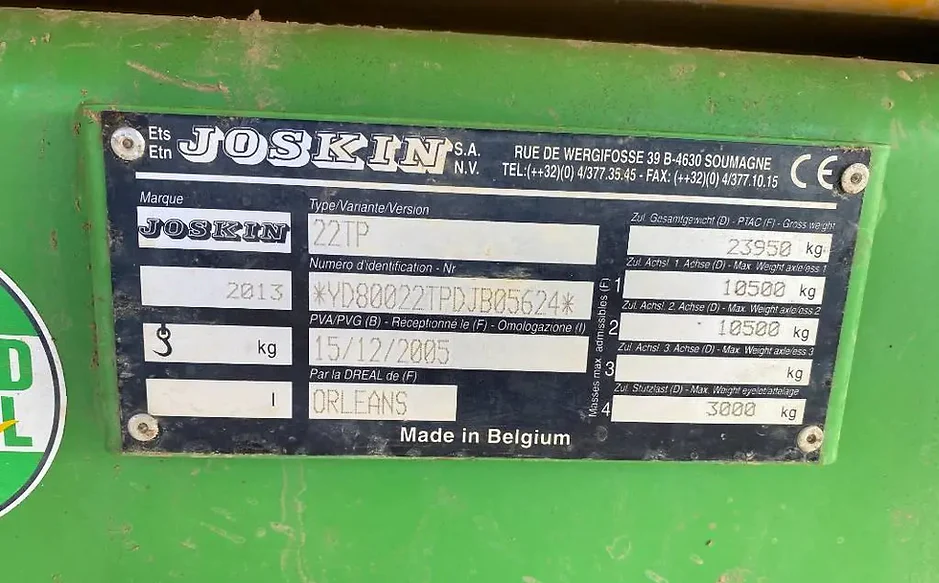 Ets
Etn
JOSKIN S.A.
N.V.
RUE DE WERGIFOSSE 39 B-4630 SOUMAGNE
TEL:(++32)(0) 4/377.35.45 - FAX: (++32)(0) 4/377.10.15
CE
Marque
JOSKIN
2013
kg
l
Type/Variante/Version
22TP
Numéro d'identification - Nr
*YD80022TPDJB05624*
PVA/PVG (B) - Receptionné le (F) - Omologazione (I)
15/12/2005
Par la DREAL de (F)
ORLEANS
Masses max. admissibles (F)
Zul. Gesamtgewicht (D) - PTAC (F) - Gross weight
23950 kg
Zul. Achsl. 1. Achse (D) - Max. Weight axle/ess 1
1 10500 kg
Zul. Achsl. 2. Achse (D) - Max. Weight axle/ess 2
2 10500 kg
Zul. Achsl. 3. Achse (D) - Max. Weight axle/ess 3
3 kg
Zul. Stutzlast (D) - Max. Weight eyelet/attelage
4 3000 kg
Made in Belgium
D
L